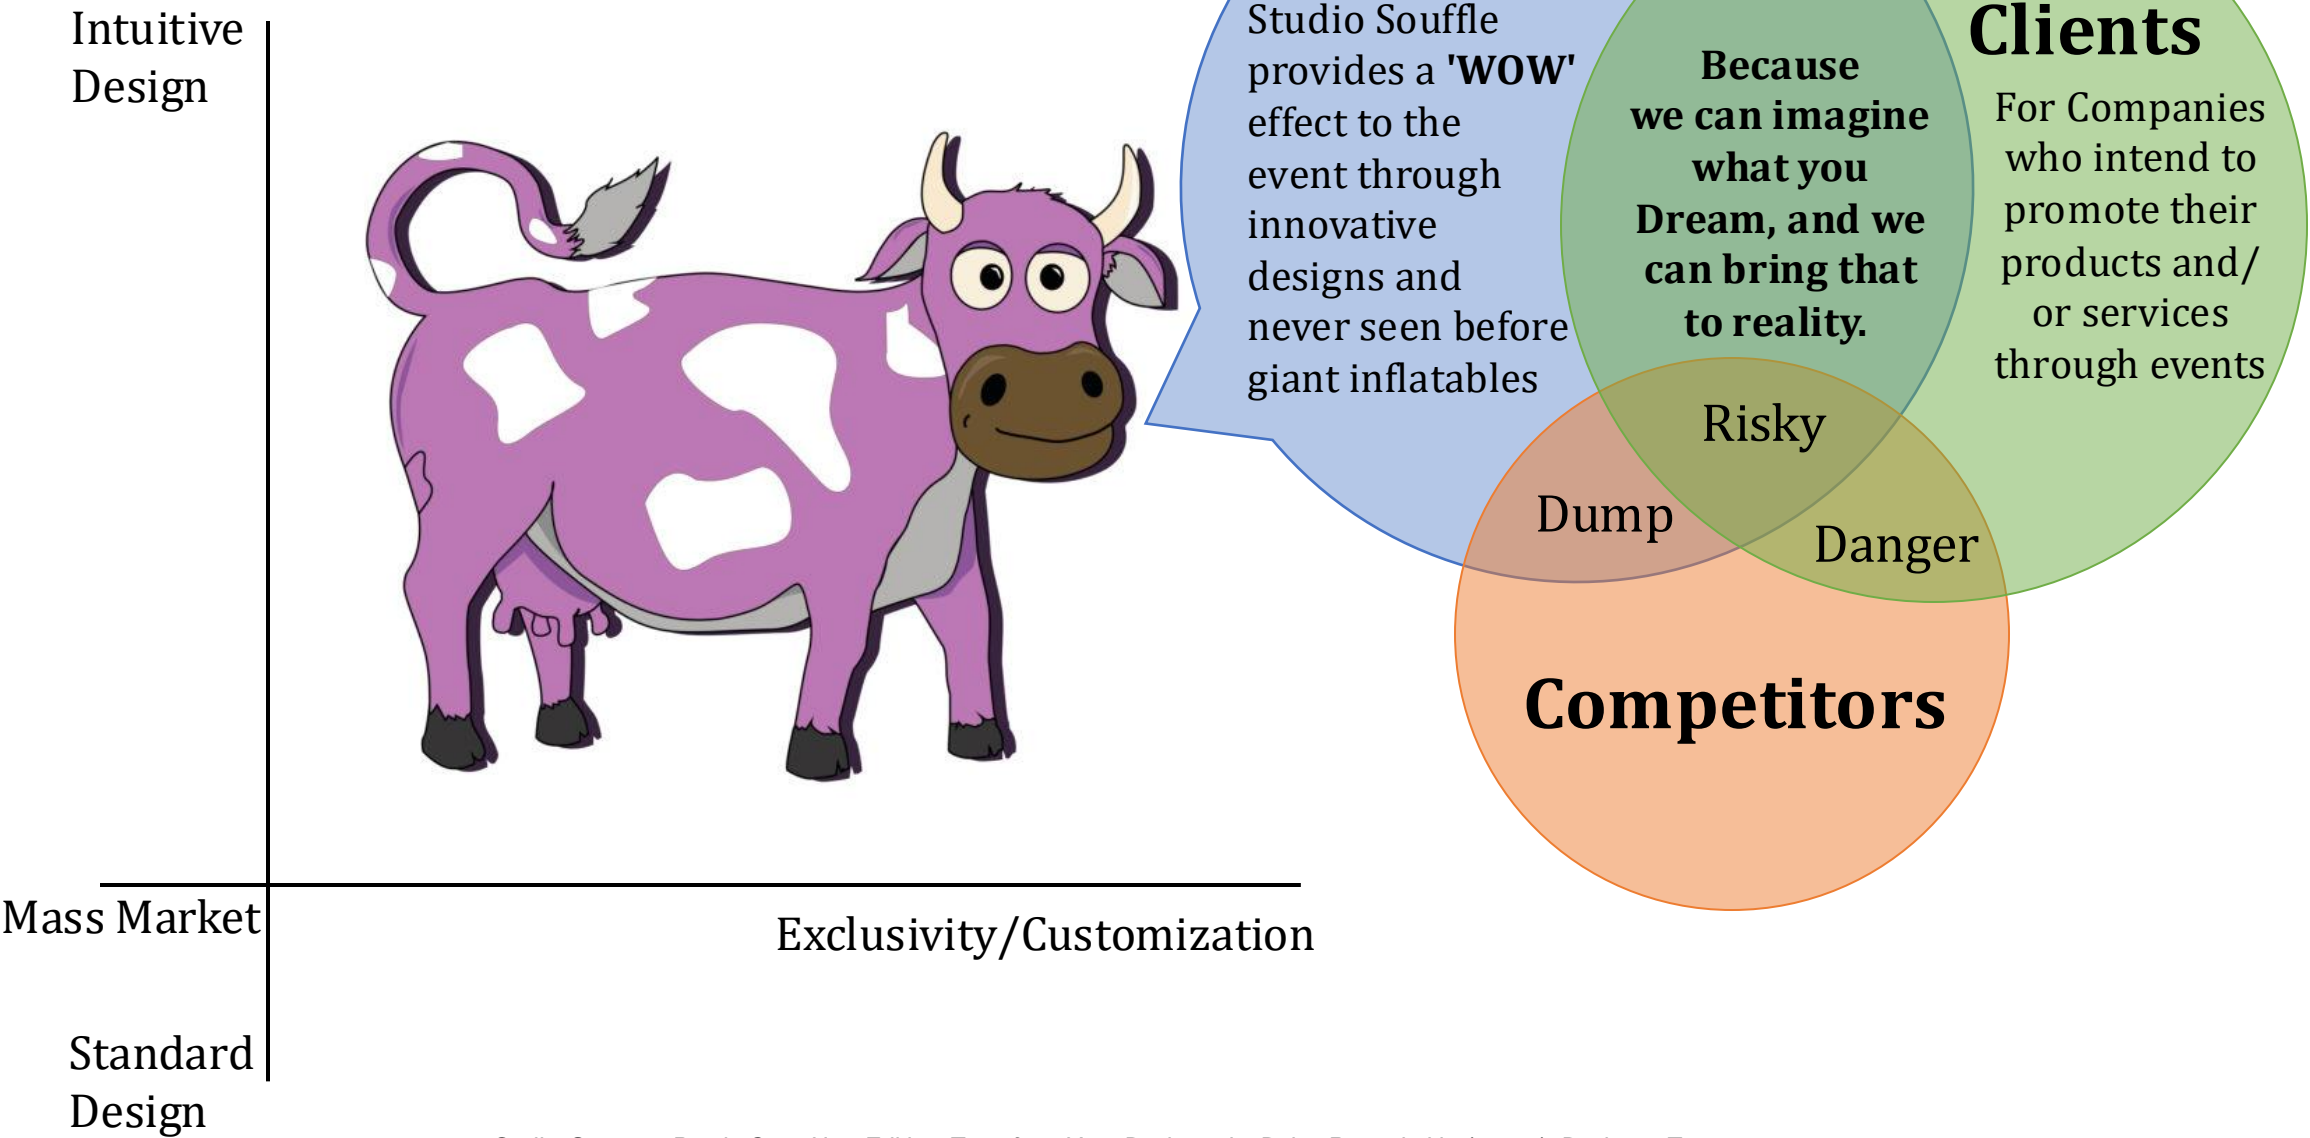 Intuitive
Design
Studio Souffle
provides a 'WOW'
effect to the
event through
innovative
designs and
never seen before
giant inflatables
Because
we can imagine
what you
Dream, and we
can bring that
to reality.
Clients
For Companies
who intend to
promote their
products and/
or services
through events
Risky
Dump
Danger
Competitors
Mass Market
Exclusivity/Customization
Standard
Design